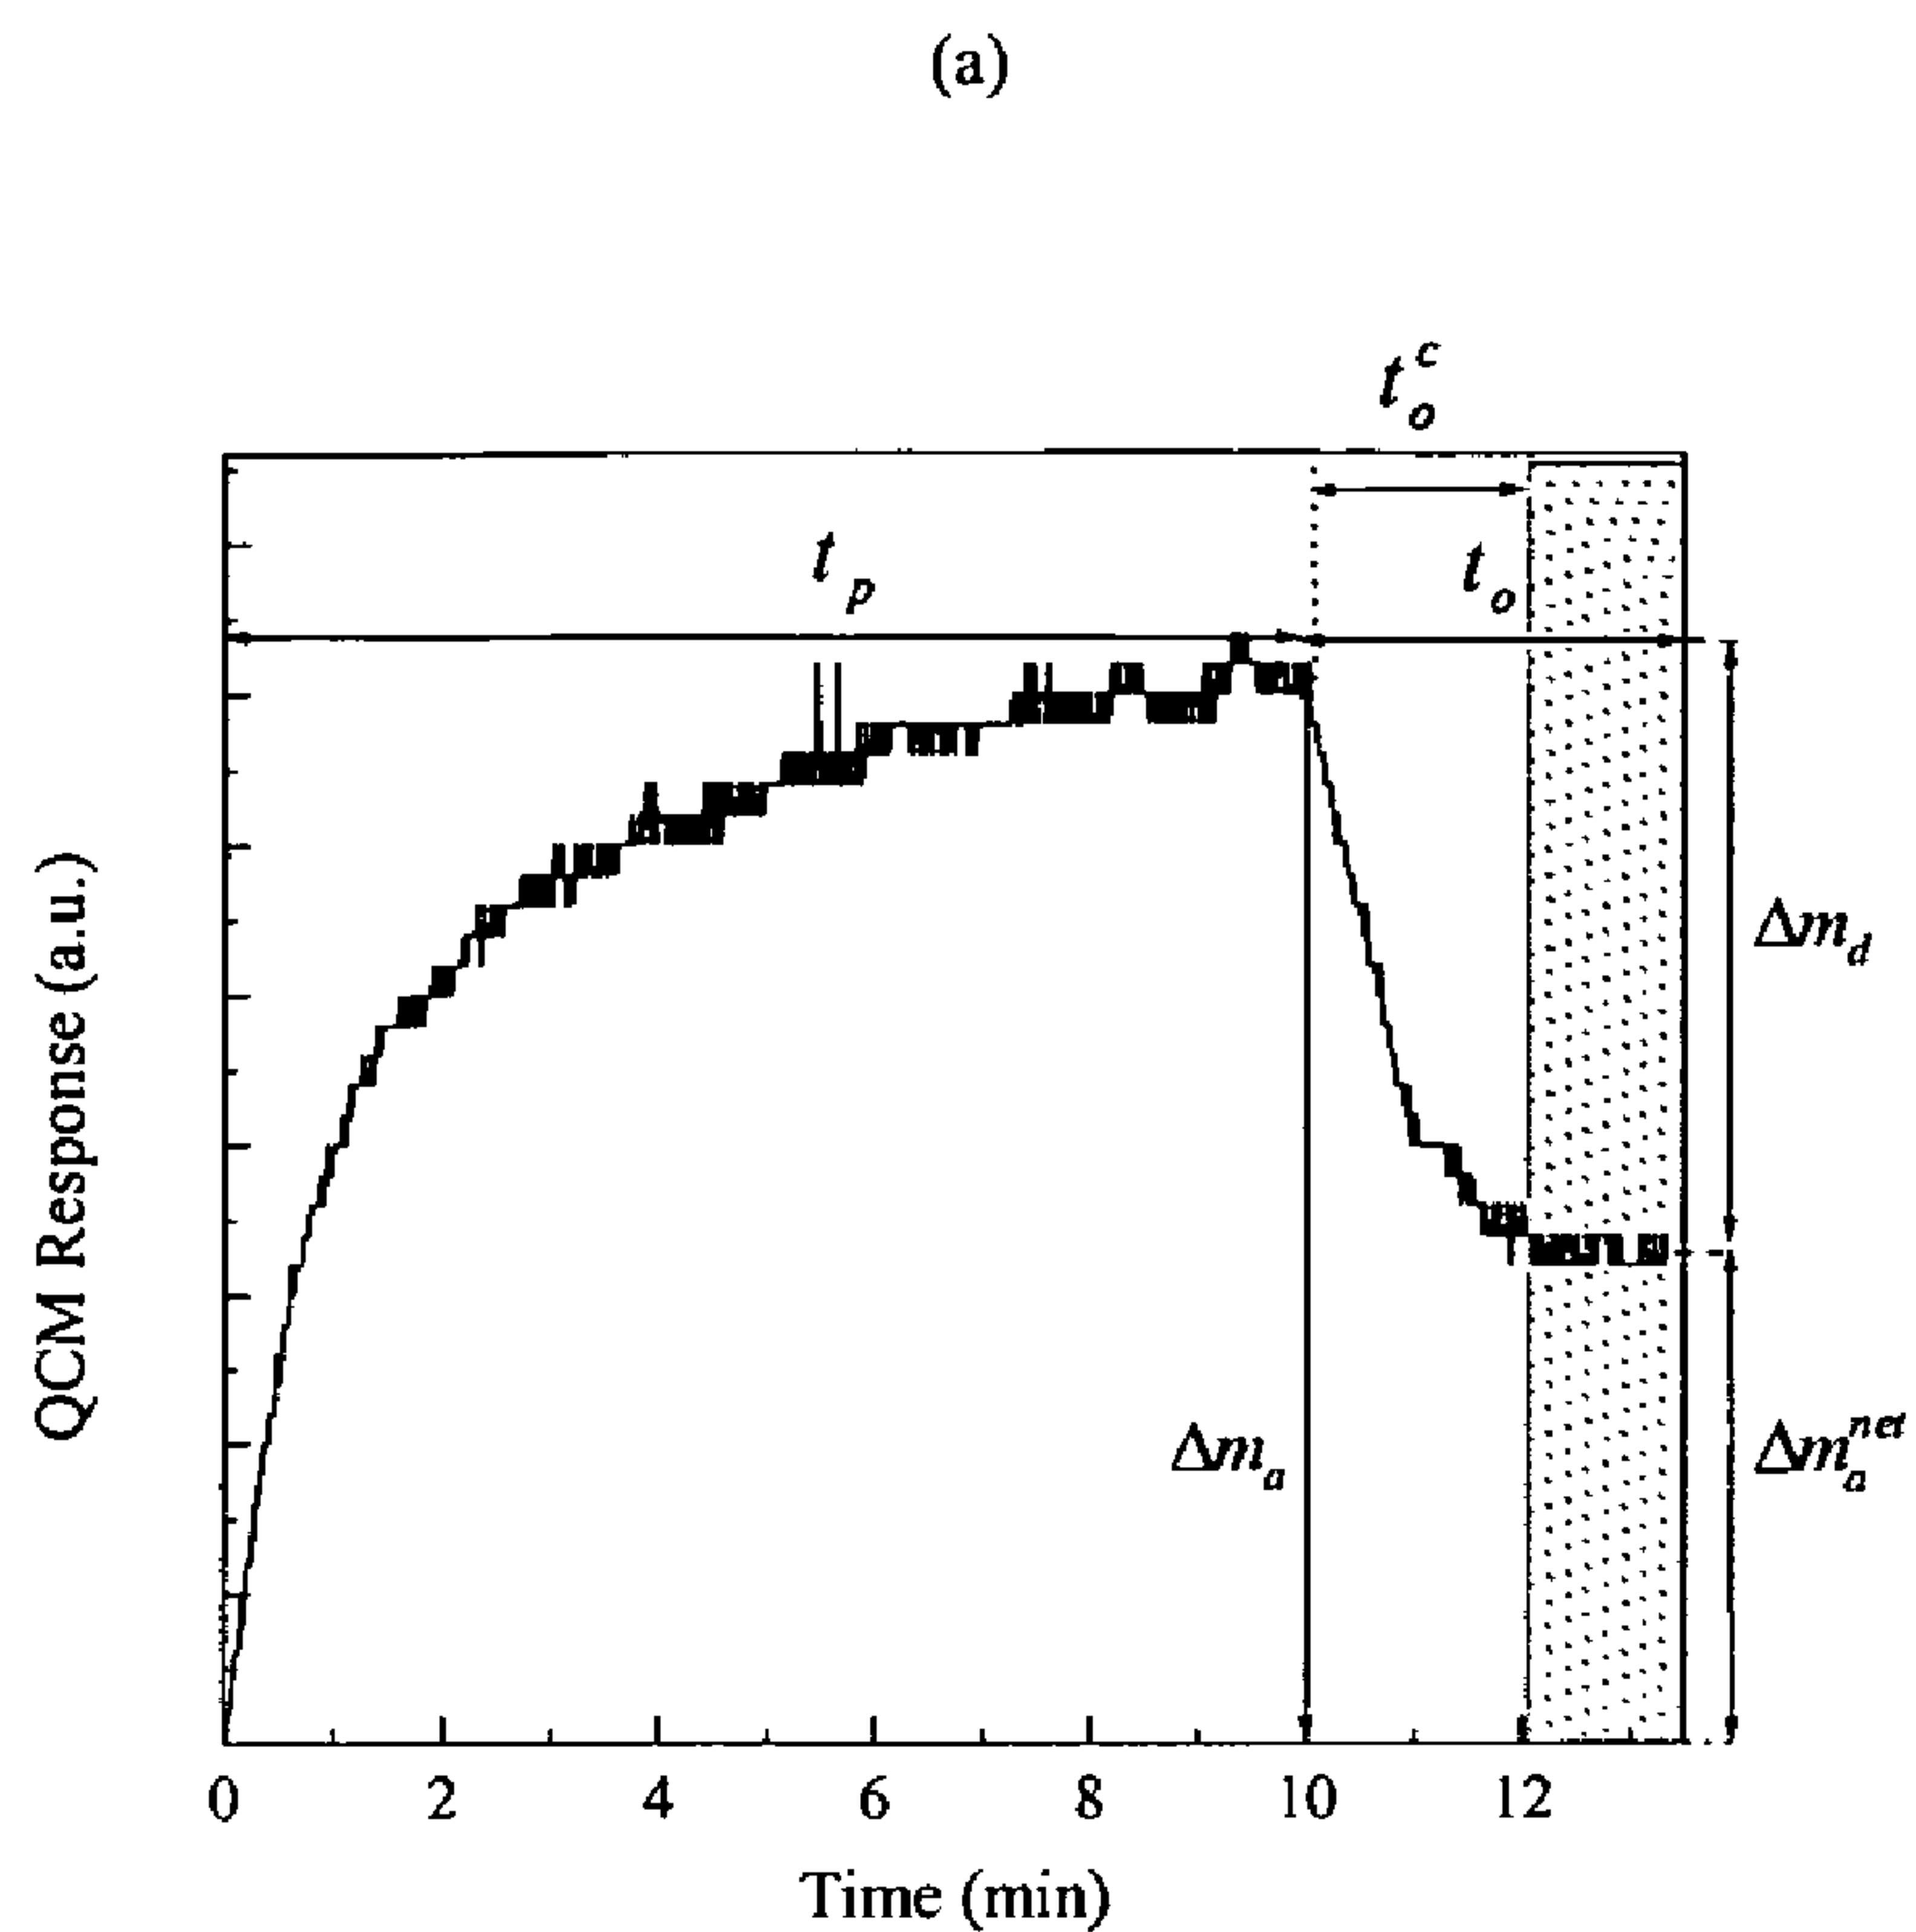 (a)
t_o^c
t_p
t_o
QCM Response (a.u.)
Δm_d
Δm_a
Δm_a^net
0 2 4 6 8 10 12
Time (min)